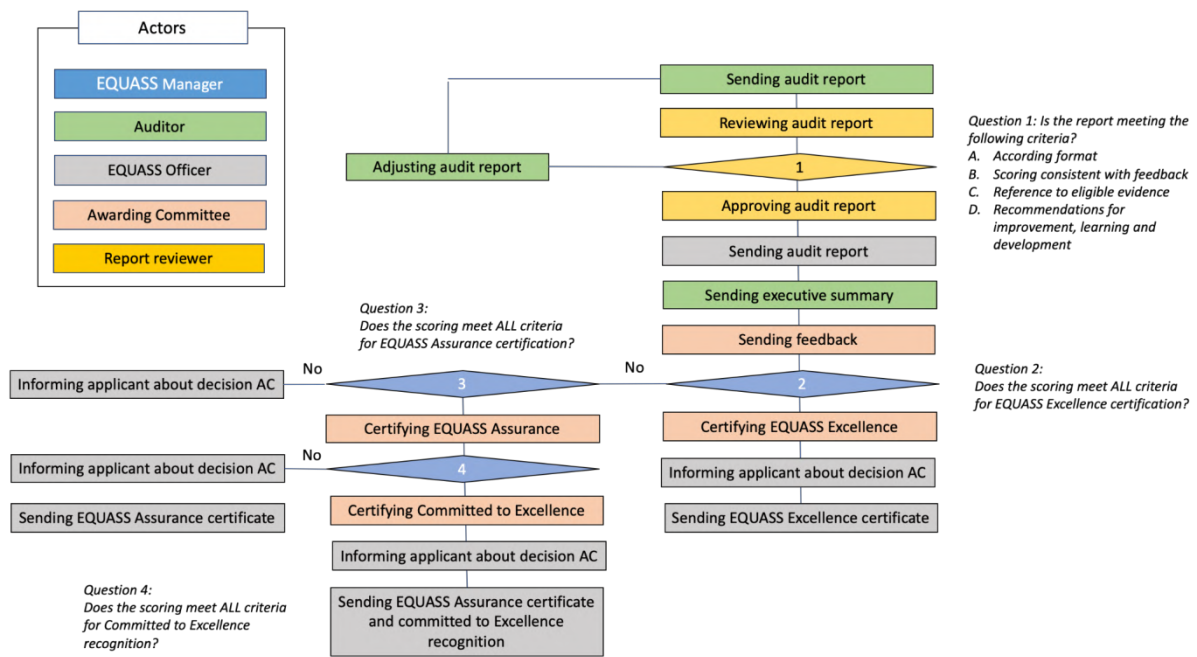 Actors
EQUASS Manager
Auditor
EQUASS Officer
Awarding Committee
Report reviewer
Sending audit report
Reviewing audit report
Adjusting audit report
1
Approving audit report
Sending audit report
Sending executive summary
Sending feedback
Question 1: Is the report meeting the
following criteria?
A. According format
B. Scoring consistent with feedback
C. Reference to eligible evidence
D. Recommendations for
improvement, learning and
development
Question 3:
Does the scoring meet ALL criteria
for EQUASS Assurance certification?
Informing applicant about decision AC
No
3
No
2
Question 2:
Does the scoring meet ALL criteria
for EQUASS Excellence certification?
Certifying EQUASS Assurance
Certifying EQUASS Excellence
Informing applicant about decision AC
No
4
Informing applicant about decision AC
Sending EQUASS Assurance certificate
Certifying Committed to Excellence
Sending EQUASS Excellence certificate
Informing applicant about decision AC
Question 4:
Does the scoring meet ALL criteria
for Committed to Excellence
recognition?
Sending EQUASS Assurance certificate
and committed to Excellence
recognition